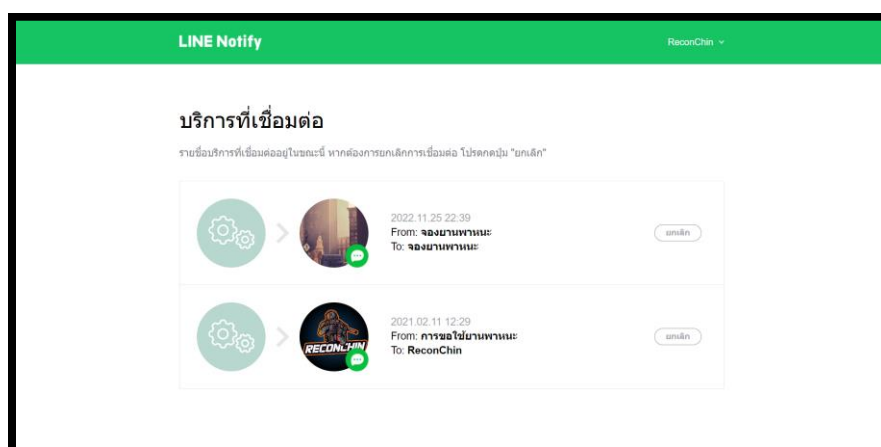 LINE Notify
ReconChin
บริการที่เชื่อมต่อ
รายชื่อบริการที่เชื่อมต่ออยู่ในขณะนี้ หากต้องการยกเลิกการเชื่อมต่อ โปรดกดปุ่ม "ยกเลิก"
2022.11.25 22:39
From: จองยานพาหนะ
To: จองยานพาหนะ
ยกเลิก
RECONCHIN
2021.02.11 12:29
From: การขอใช้ยานพาหนะ
To: ReconChin
ยกเลิก